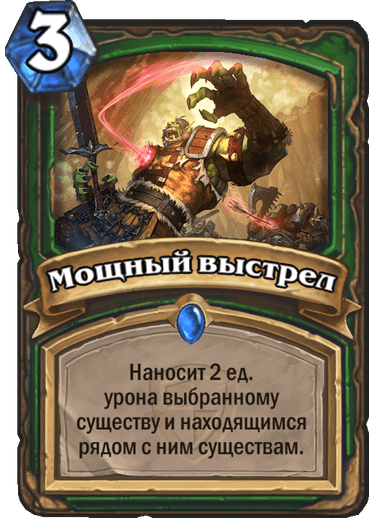 3
Мощный выстрел
Наносит 2 ед.
урона выбранному
существу и находящимся
рядом с ним существам.